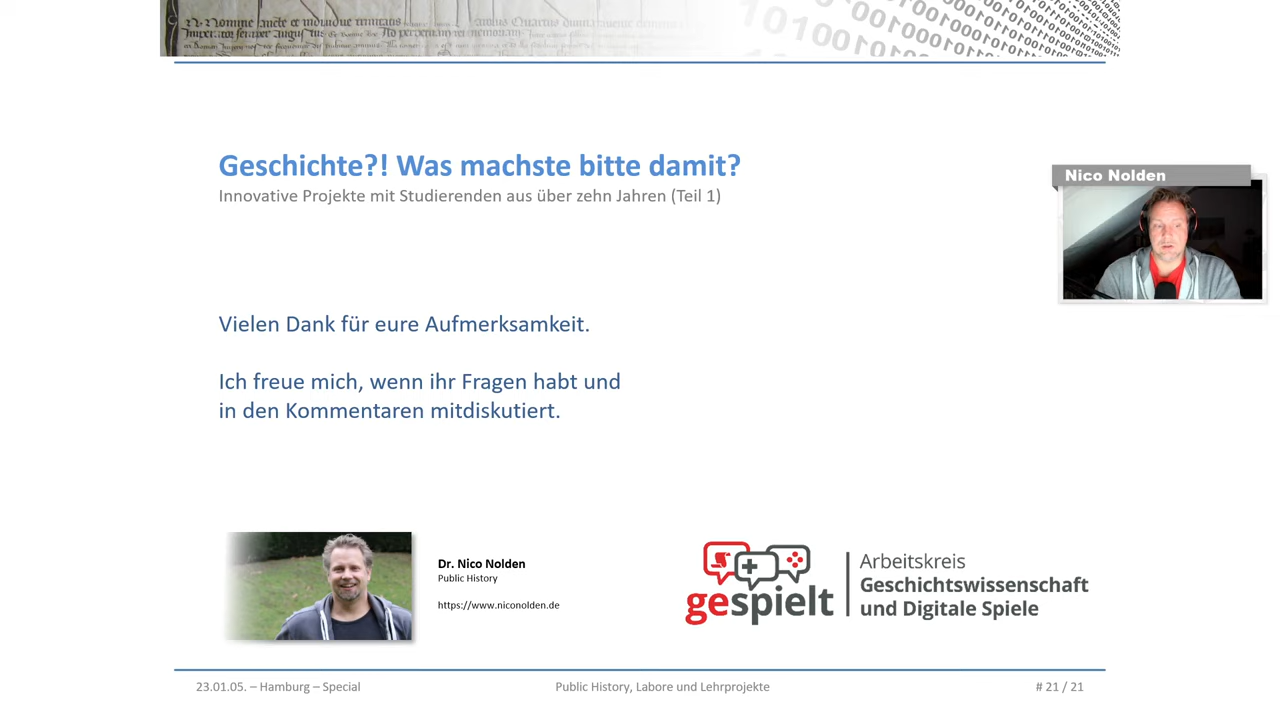 Geschichte?! Was machste bitte damit?
Innovative Projekte mit Studierenden aus über zehn Jahren (Teil 1)
Nico Nolden
Vielen Dank für eure Aufmerksamkeit.
Ich freue mich, wenn ihr Fragen habt und
in den Kommentaren mitdiskutiert.
Dr. Nico Nolden
Public History
https://www.niconolden.de
gespielt
Arbeitskreis
Geschichtswissenschaft
und Digitale Spiele
23.01.05. – Hamburg – Special
Public History, Labore und Lehrprojekte
# 21 / 21